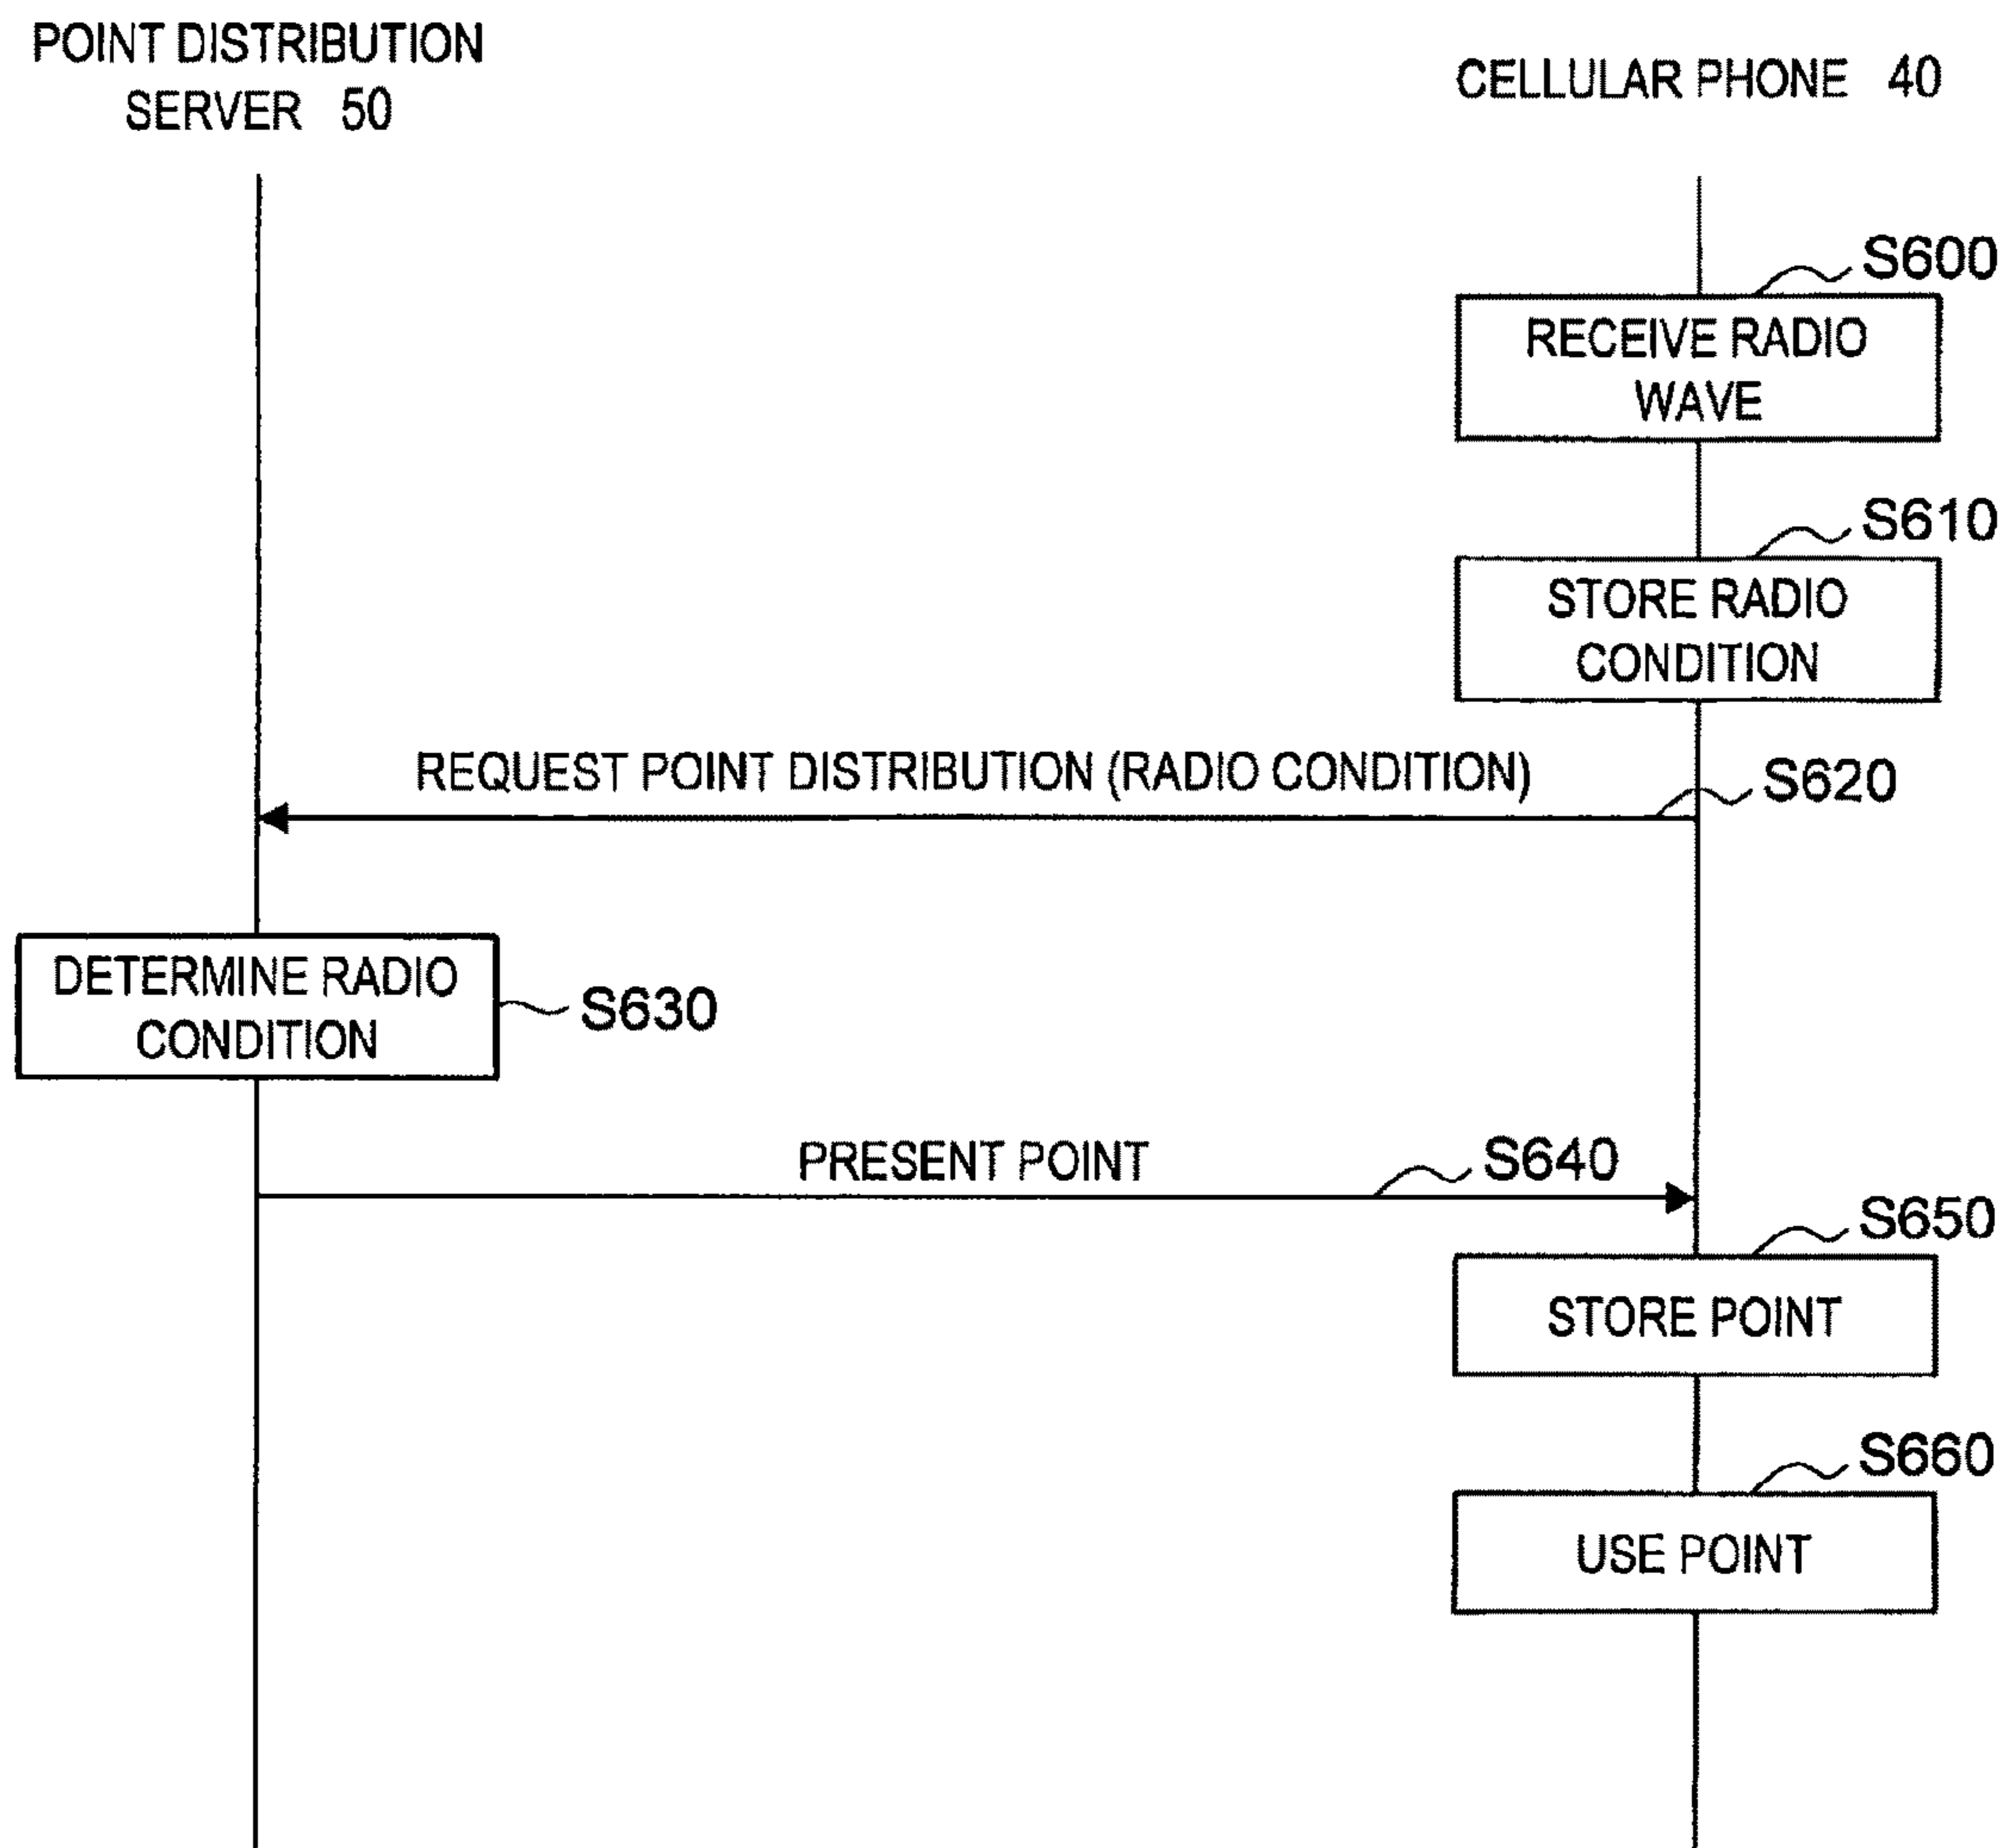 POINT DISTRIBUTION
SERVER 50
CELLULAR PHONE 40
S600
RECEIVE RADIO
WAVE
S610
STORE RADIO
CONDITION
REQUEST POINT DISTRIBUTION (RADIO CONDITION)
S620
DETERMINE RADIO
CONDITION
S630
PRESENT POINT
S640
S650
STORE POINT
S660
USE POINT